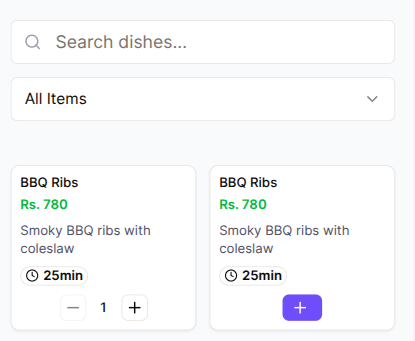 Search dishes...
All Items
BBQ Ribs
Rs. 780
Smoky BBQ ribs with
coleslaw
25min
1
BBQ Ribs
Rs. 780
Smoky BBQ ribs with
coleslaw
25min